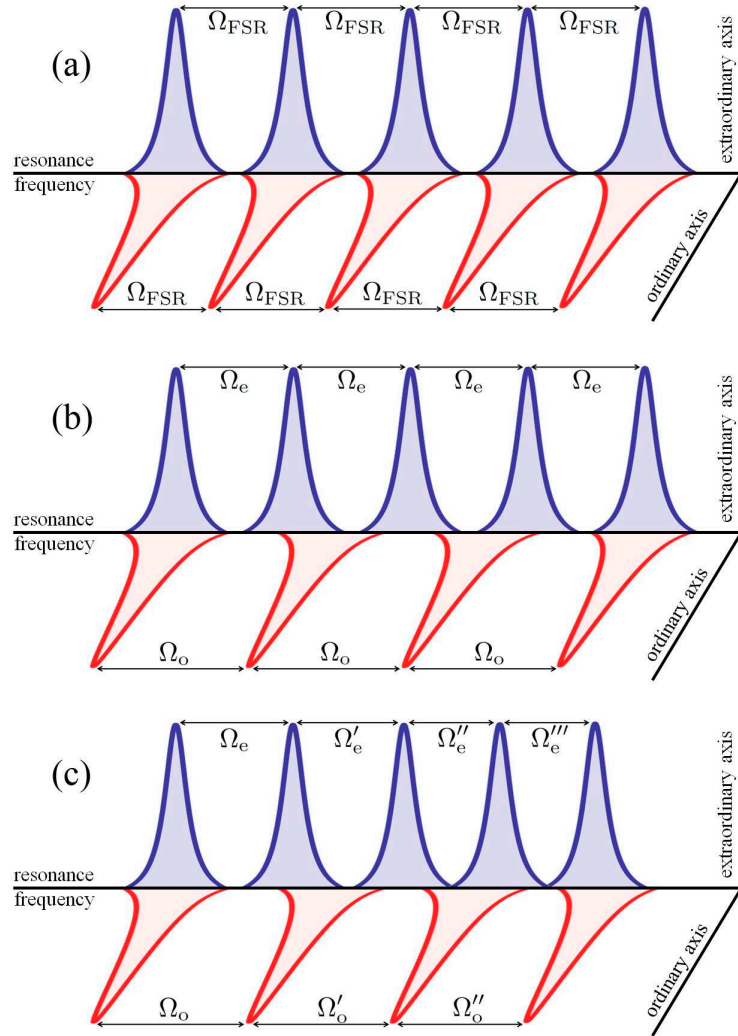 Ω_FSR Ω_FSR Ω_FSR Ω_FSR
(a)
extraordinary axis
resonance
frequency
ordinary axis
Ω_FSR Ω_FSR Ω_FSR Ω_FSR
Ω_e Ω_e Ω_e Ω_e
(b)
extraordinary axis
resonance
frequency
ordinary axis
Ω_o Ω_o Ω_o
Ω_e Ω′_e Ω″_e Ω‴_e
(c)
extraordinary axis
resonance
frequency
ordinary axis
Ω_o Ω′_o Ω″_o